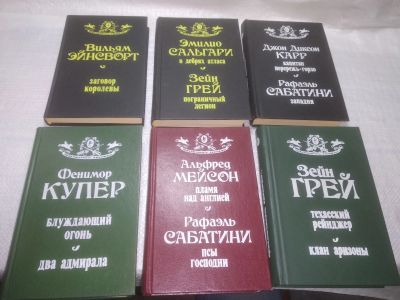 Вильям
ЭЙНСВОРТ
заговор
королевы
Эмилио
САЛЬГАРИ
в дебрях атласа
Зейн
ГРЕЙ
пограничный
легион
Джон Диксон
КАРР
капитан
перережь-горло
Рафаэль
САБАТИНИ
западня
Фенимор
КУПЕР
блуждающий
огонь
два адмирала
Альфред
МЕЙСОН
пламя
над англией
Рафаэль
САБАТИНИ
псы
господни
Зейн
ГРЕЙ
техасский
рейнджер
клан аризоны